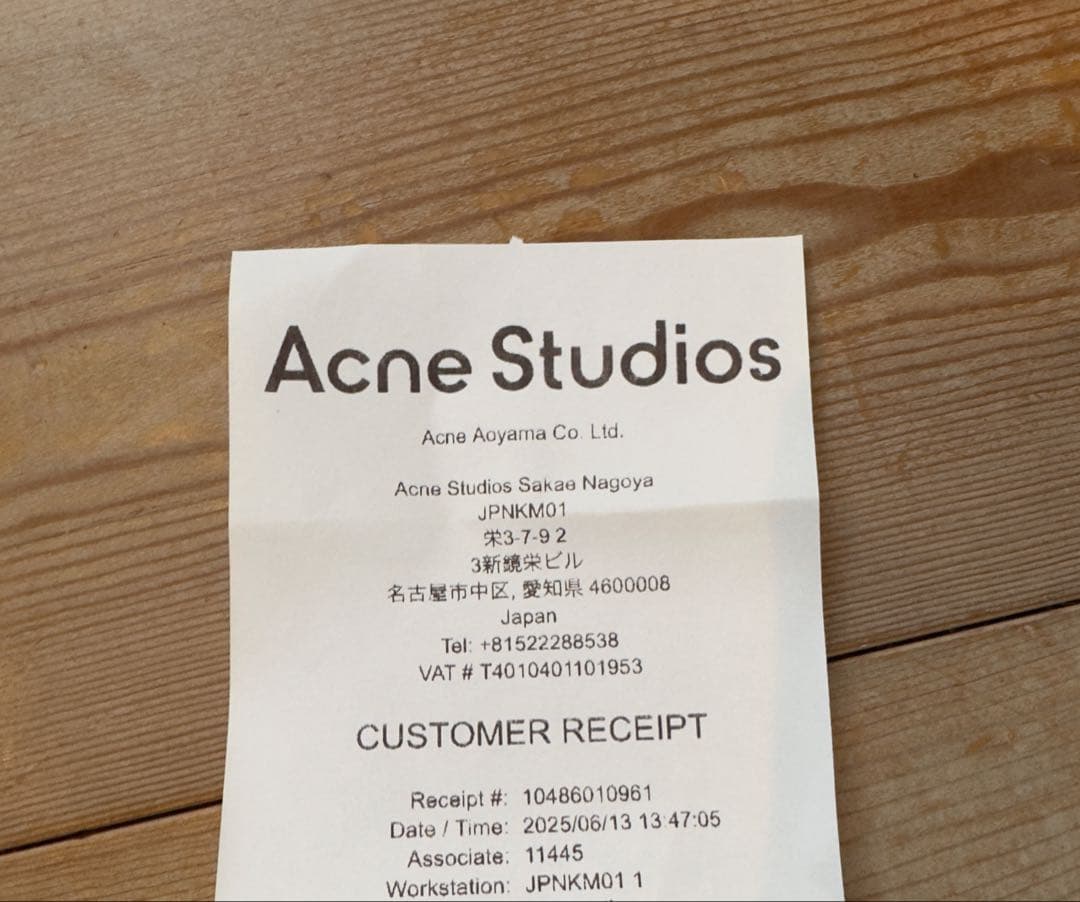 Acne Studios
Acne Aoyama Co. Ltd.
Acne Studios Sakae Nagoya
JPNKM01
栄3-7-9 2
3新鏡栄ビル
名古屋市中区, 愛知県 4600008
Japan
Tel: +81522288538
VAT # T4010401101953
CUSTOMER RECEIPT
Receipt #: 10486010961
Date / Time: 2025/06/13 13:47:05
Associate: 11445
Workstation: JPNKM01 1